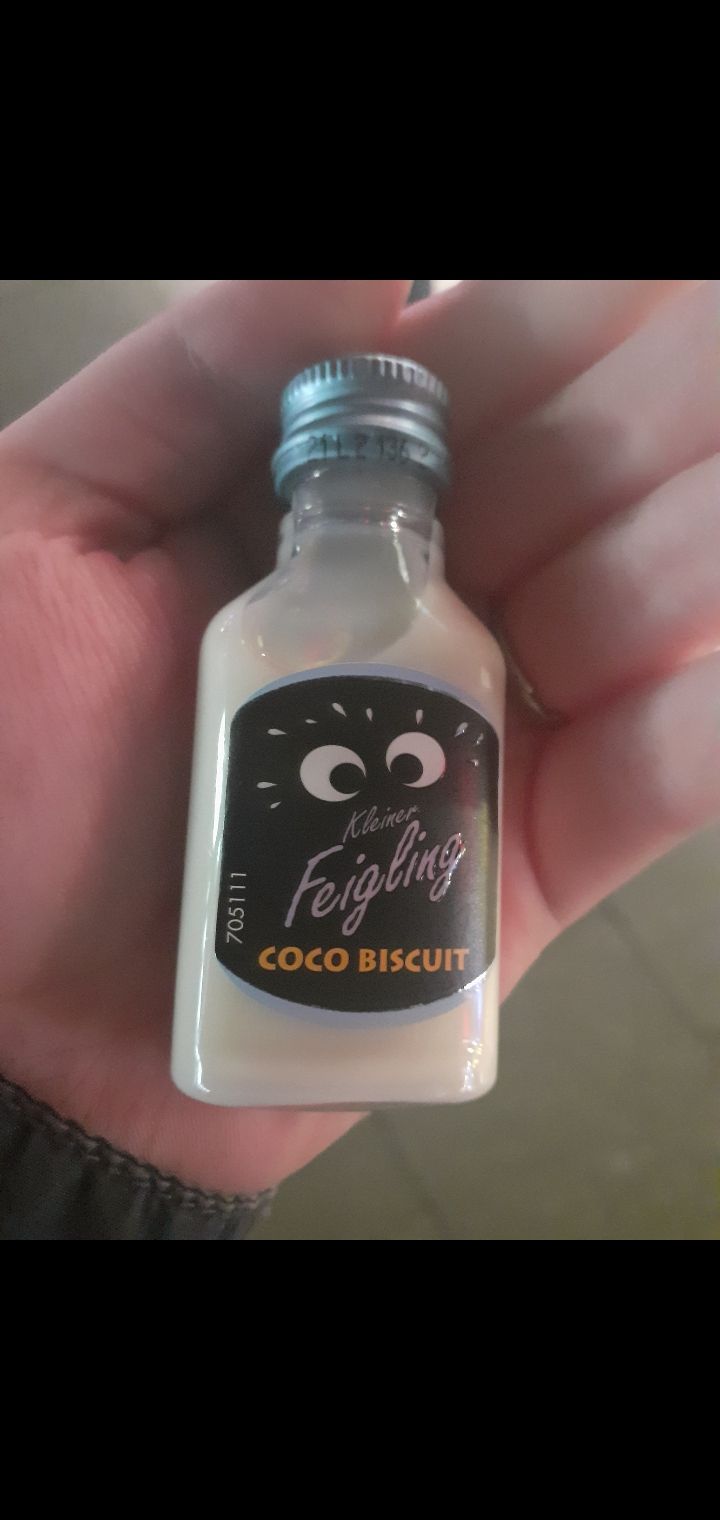 Kleiner
Feigling
COCO BISCUIT
705111